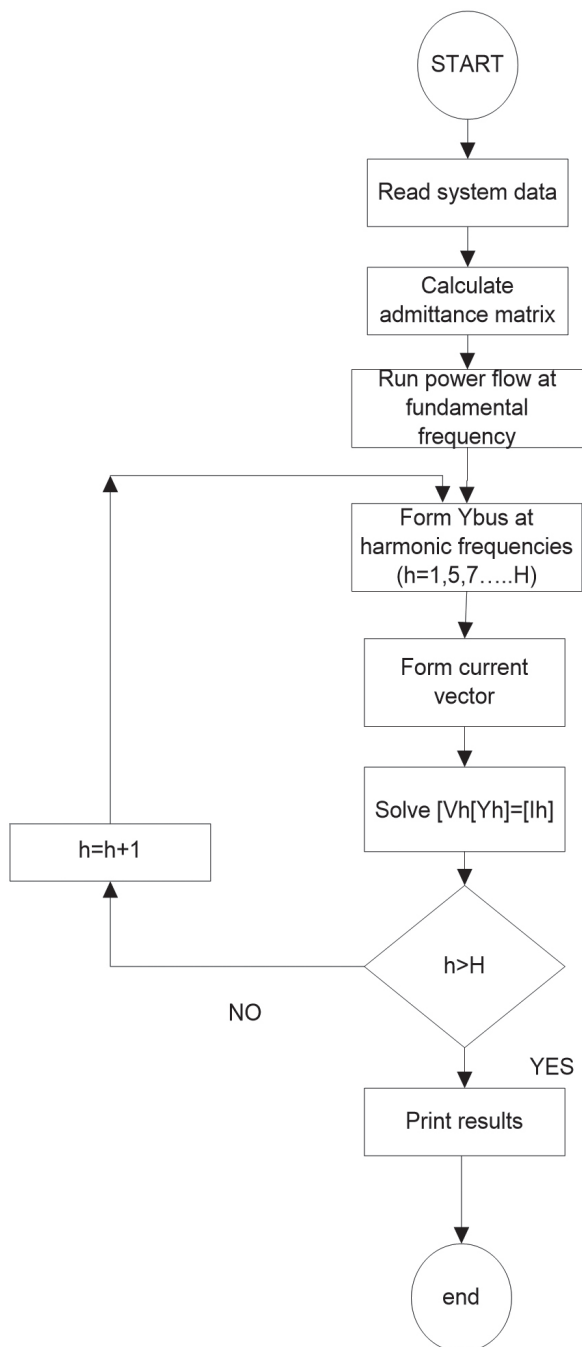 START
Read system data
Calculate
admittance matrix
Run power flow at
fundamental
frequency
Form Ybus at
harmonic frequencies
(h=1,5,7…..H)
Form current
vector
Solve [Vh[Yh]=[Ih]
h=h+1
h>H
NO
YES
Print results
end